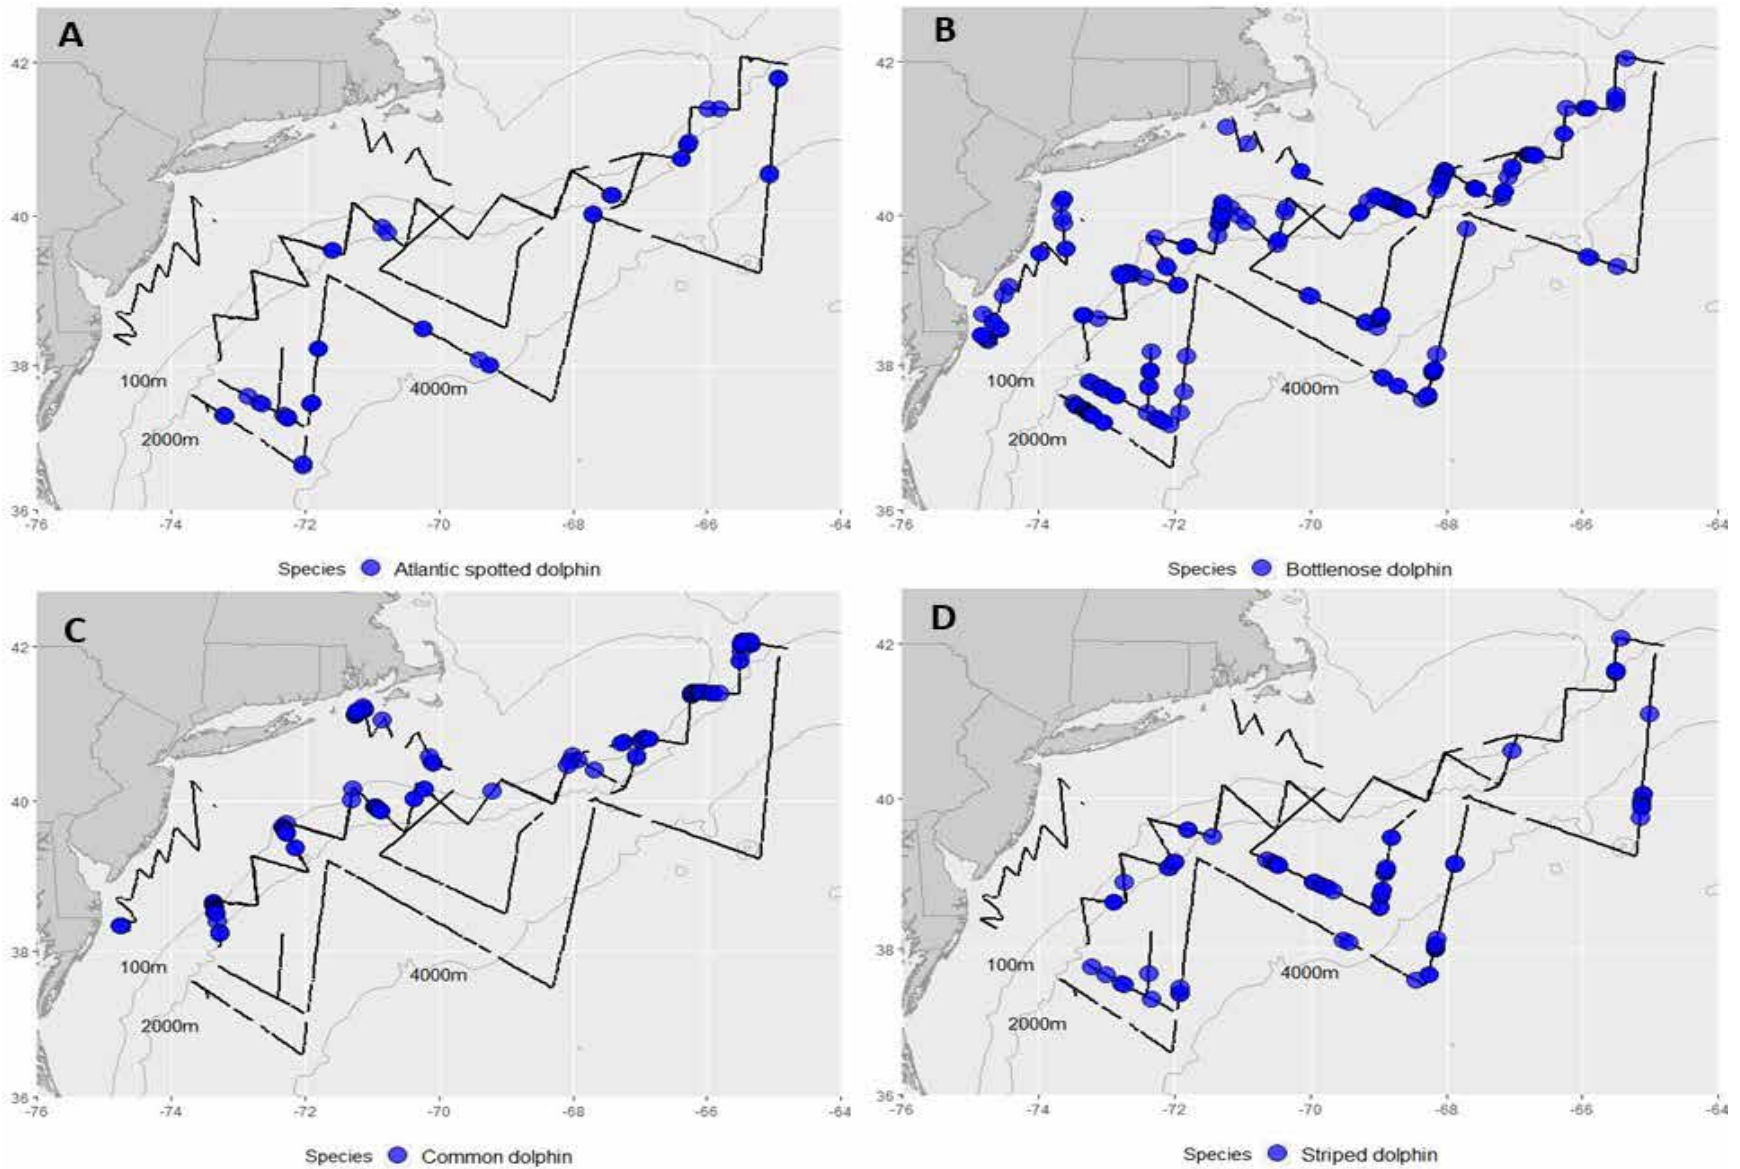 A
42
40
38
36
100m
2000m
4000m
-76
-74
-72
-70
-68
-66
-64
Species Atlantic spotted dolphin
B
42
40
38
36
100m
2000m
4000m
-76
-74
-72
-70
-68
-66
-64
Species Bottlenose dolphin
C
42
40
38
36
100m
2000m
4000m
-76
-74
-72
-70
-68
-66
-64
Species Common dolphin
D
42
40
38
36
100m
2000m
4000m
-76
-74
-72
-70
-68
-66
-64
Species Striped dolphin